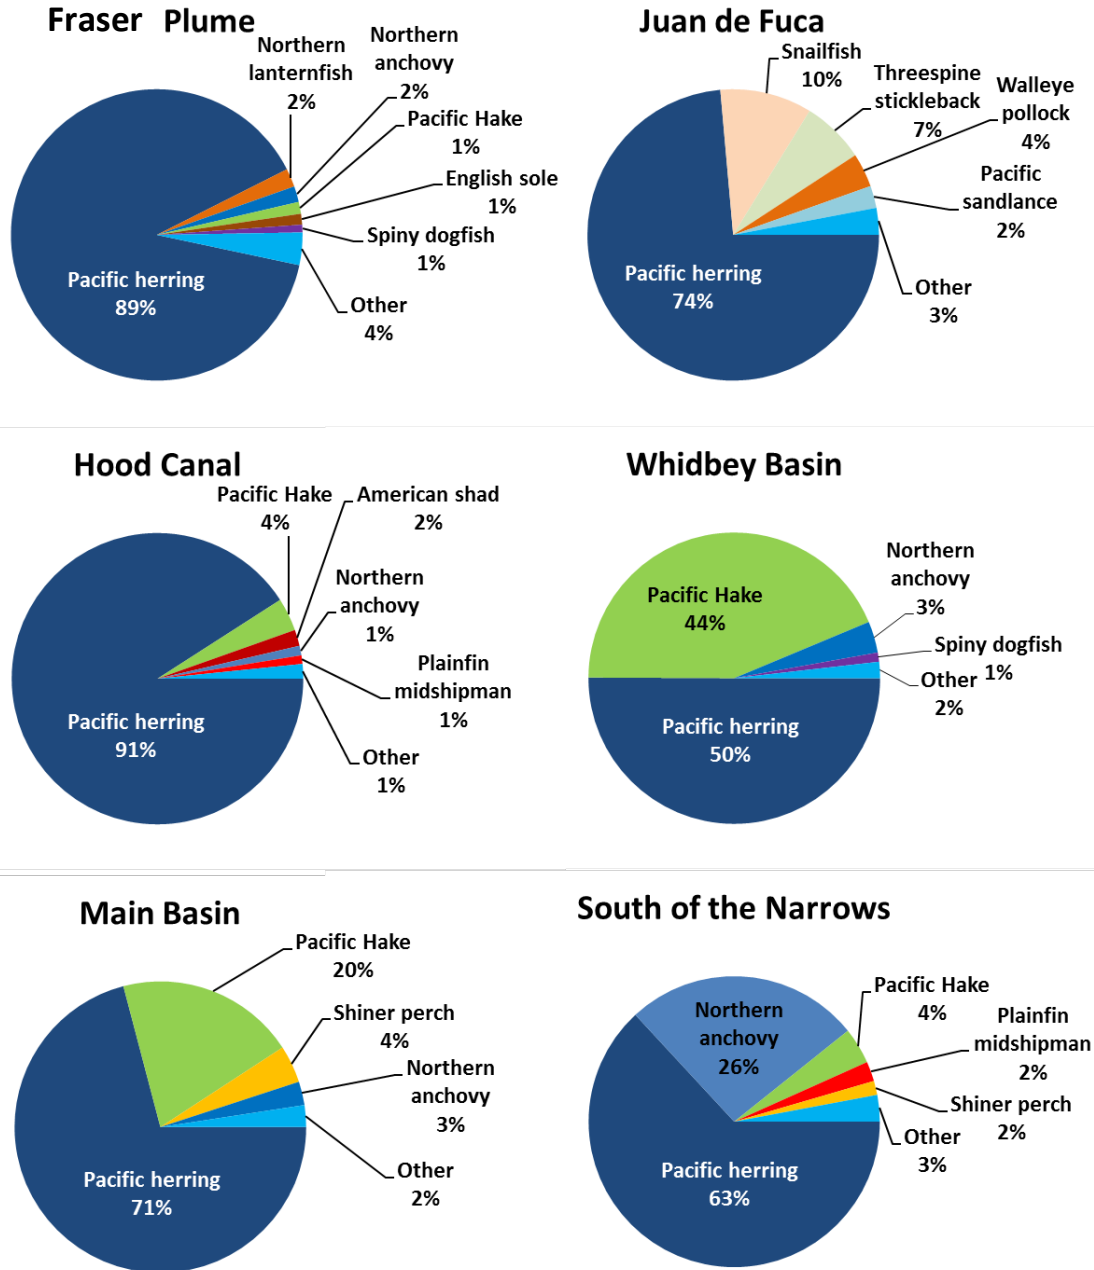 Fraser Plume
Northern
lanternfish
2%
Northern
anchovy
2%
Pacific Hake
1%
English sole
1%
Spiny dogfish
1%
Other
4%
Pacific herring
89%
Juan de Fuca
Snailfish
10%
Threespine
stickleback
7%
Walleye
pollock
4%
Pacific
sandlance
2%
Other
3%
Pacific herring
74%
Hood Canal
Pacific Hake
4%
American shad
2%
Northern
anchovy
1%
Plainfin
midshipman
1%
Other
1%
Pacific herring
91%
Whidbey Basin
Pacific Hake
44%
Northern
anchovy
3%
Spiny dogfish
1%
Other
2%
Pacific herring
50%
Main Basin
Pacific Hake
20%
Shiner perch
4%
Northern
anchovy
3%
Other
2%
Pacific herring
71%
South of the Narrows
Northern
anchovy
26%
Pacific Hake
4%
Plainfin
midshipman
2%
Shiner perch
2%
Other
3%
Pacific herring
63%